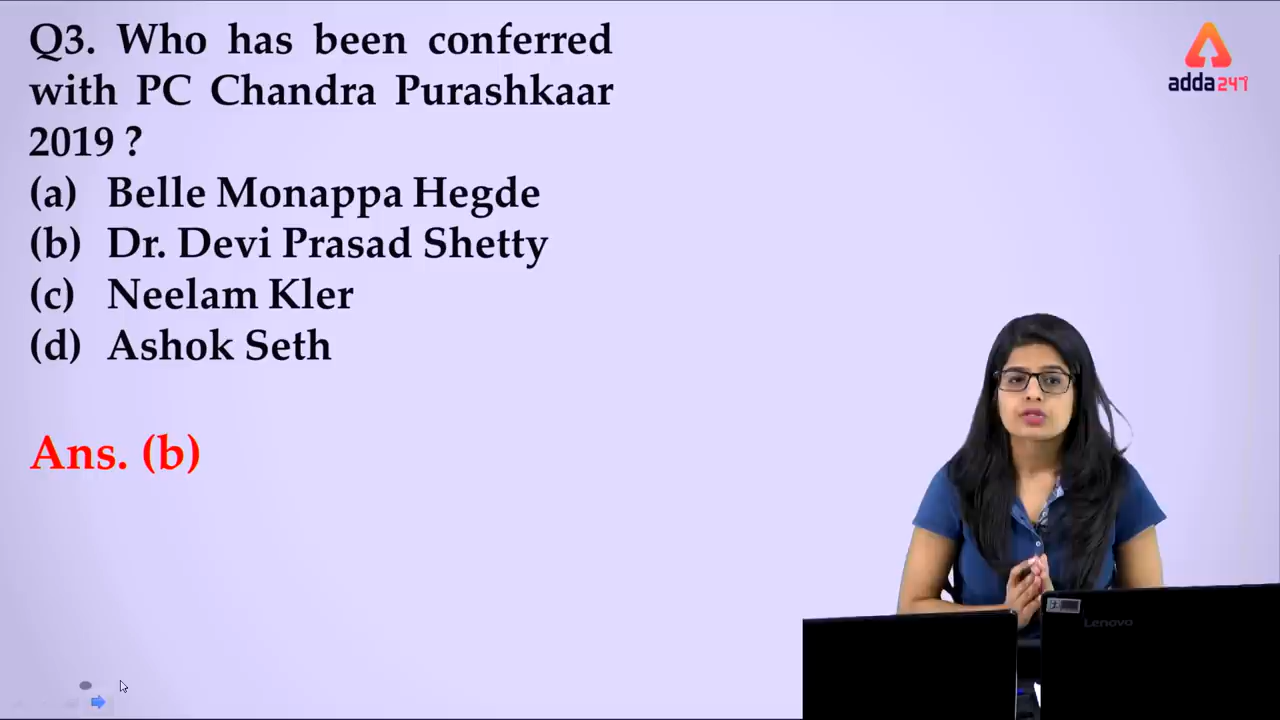 Q3. Who has been conferred
with PC Chandra Purashkaar
2019 ?
(a) Belle Monappa Hegde
(b) Dr. Devi Prasad Shetty
(c) Neelam Kler
(d) Ashok Seth
Ans. (b)
adda247
Lenovo